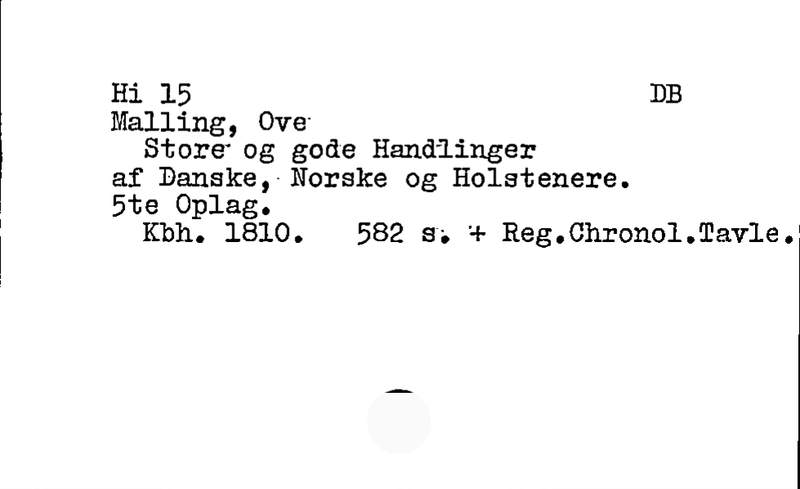 Hi 15 DB
Malling, Ove
Store og gode Handlinger
af Danske, Norske og Holstenere.
5te Oplag.
Kbh. 1810. 582 s. + Reg.Chronol.Tavle.